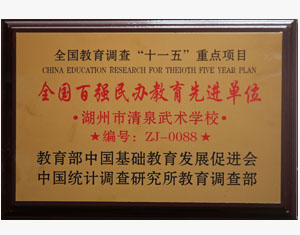 全国教育调查“十一五”重点项目
CHINA EDUCATION RESEARCH FOR THE10TH FIVE YEAR PLAN
全国百强民办教育先进单位
·湖州市清泉武术学校·
★编号：ZJ-0088★
教育部中国基础教育发展促进会
中国统计调查研究所教育调查部